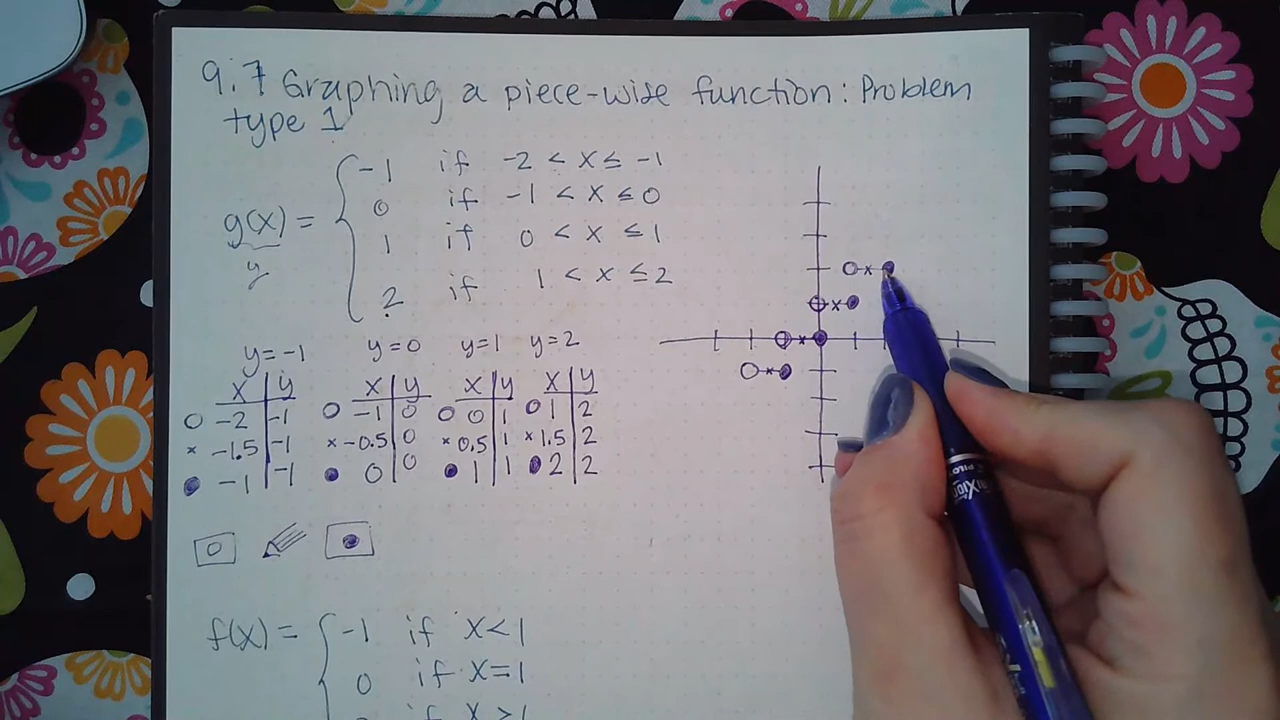 9.7 Graphing a piece-wise function: Problem
type 1
g(x) = { -1 if -2 < x ≤ -1
0 if -1 < x ≤ 0
1 if 0 < x ≤ 1
2 if 1 < x ≤ 2
y
y=-1 y=0 y=1 y=2
x y x y x y x y
o -2 -1 o -1 0 o 0 1 o 1 2
x -1.5 -1 x -0.5 0 x 0.5 1 x 1.5 2
● -1 -1 ● 0 0 ● 1 1 ● 2 2
f(x) = { -1 if x<1
0 if x=1
if x>1
PILOT